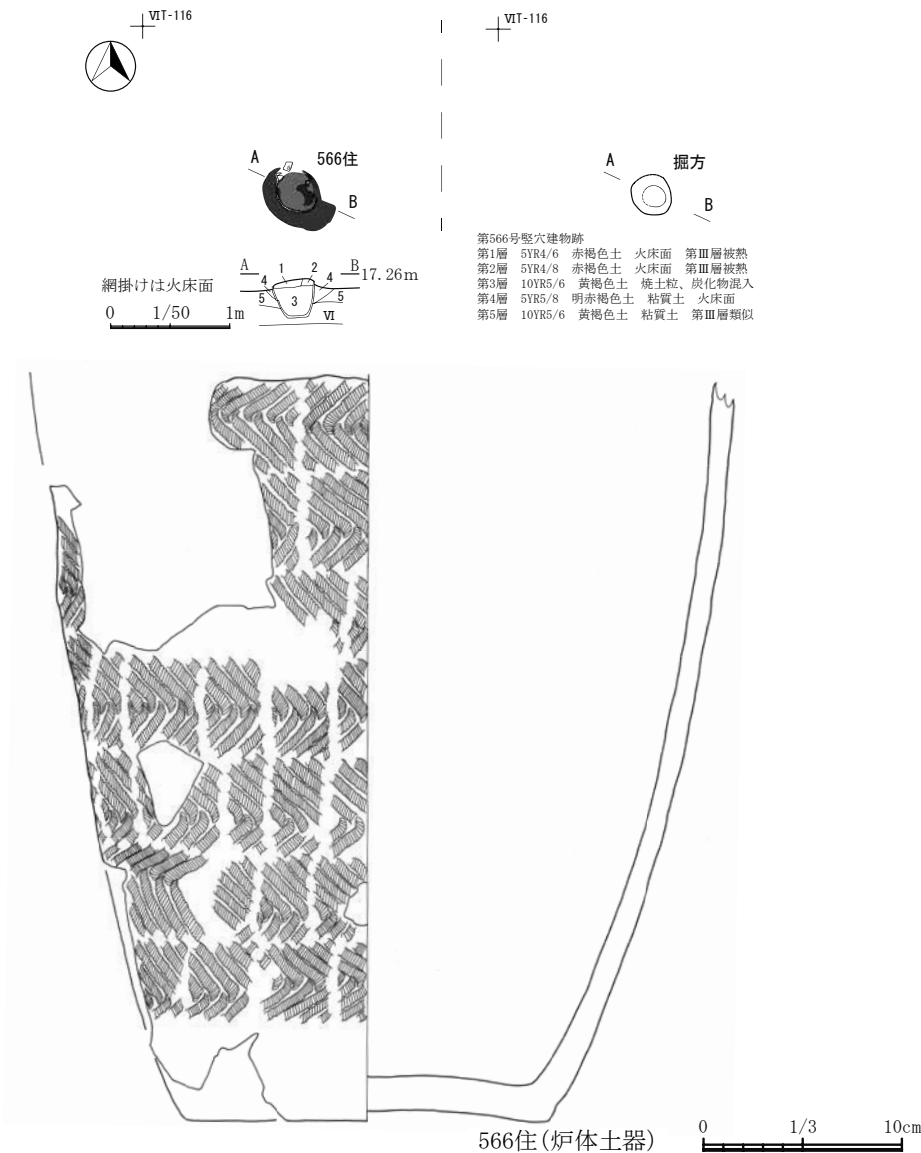 VIT-116
VIT-116
A
566住
B
A
掘方
B
第566号竪穴建物跡
第1層 5YR4/6 赤褐色土 火床面 第Ⅲ層被熱
第2層 5YR4/8 赤褐色土 火床面 第Ⅲ層被熱
第3層 10YR5/6 黄褐色土 焼土粒、炭化物混入
第4層 5YR5/8 明赤褐色土 粘質土 火床面
第5層 10YR5/6 黄褐色土 粘質土 第Ⅲ層類似
A
1
2
B 17.26m
4
4
5
3
5
Ⅵ
網掛けは火床面
0 1/50 1m
566住(炉体土器)
0 1/3 10cm